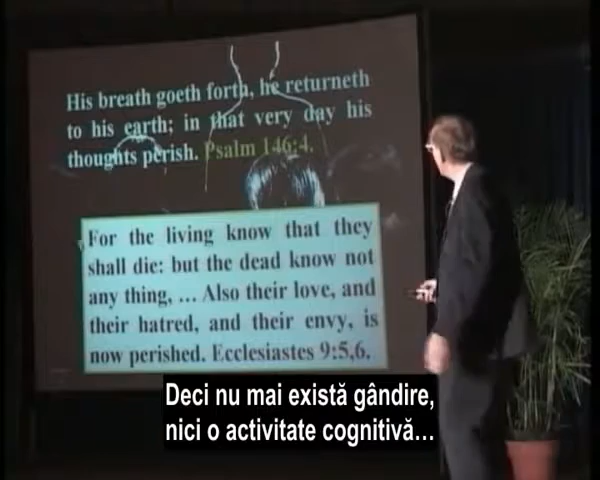 His breath goeth forth, he returneth
to his earth; in that very day his
thoughts perish. Psalm 146:4.
For the living know that they
shall die: but the dead know not
any thing, ... Also their love, and
their hatred, and their envy, is
now perished. Ecclesiastes 9:5,6.
Deci nu mai există gândire,
nici o activitate cognitivă...